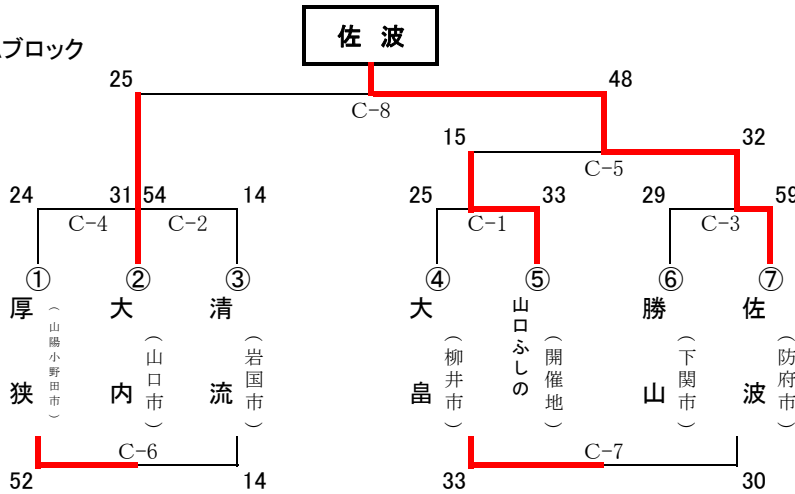 佐 波
ブロック
25 48
C-8
15 32
C-5
24 31 54 14 25 33 29 59
C-4 C-2 C-1 C-3
① ② ③ ④ ⑤ ⑥ ⑦
厚狭
(山陽小野田市)
大内
(山口市)
清流
(岩国市)
大畠
(柳井市)
山口ふしの
(開催地)
勝山
(下関市)
佐波
(防府市)
C-6 C-7
52 14 33 30